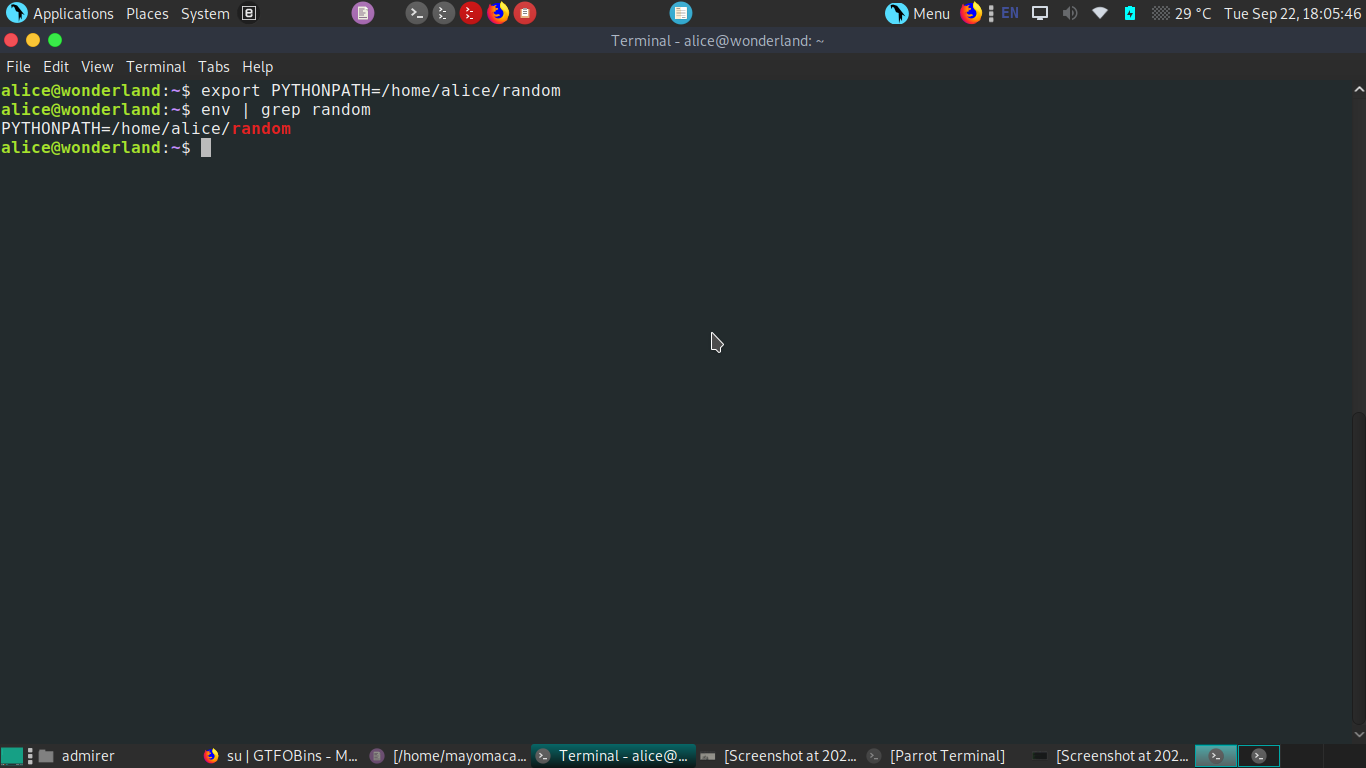 Applications Places System
Menu EN 29 °C Tue Sep 22, 18:05:46
Terminal - alice@wonderland: ~
File Edit View Terminal Tabs Help
alice@wonderland:~$ export PYTHONPATH=/home/alice/random
alice@wonderland:~$ env | grep random
PYTHONPATH=/home/alice/random
alice@wonderland:~$
admirer su | GTFOBins - M... [/home/mayomaca... Terminal - alice@... [Screenshot at 202... [Parrot Terminal] [Screenshot at 202...